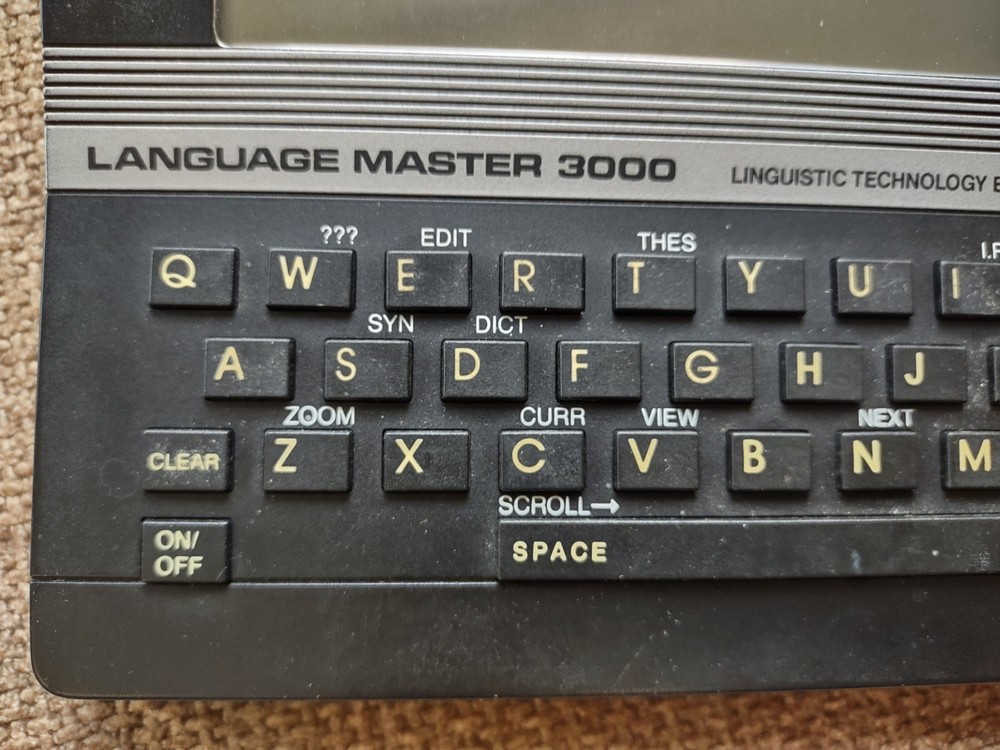 LANGUAGE MASTER 3000 LINGUISTIC TECHNOLOGY
??? EDIT THES
Q W E R T Y U I
SYN DICT
A S D F G H J
ZOOM CURR VIEW NEXT
CLEAR Z X C V B N M
SCROLL→
ON/
OFF
SPACE